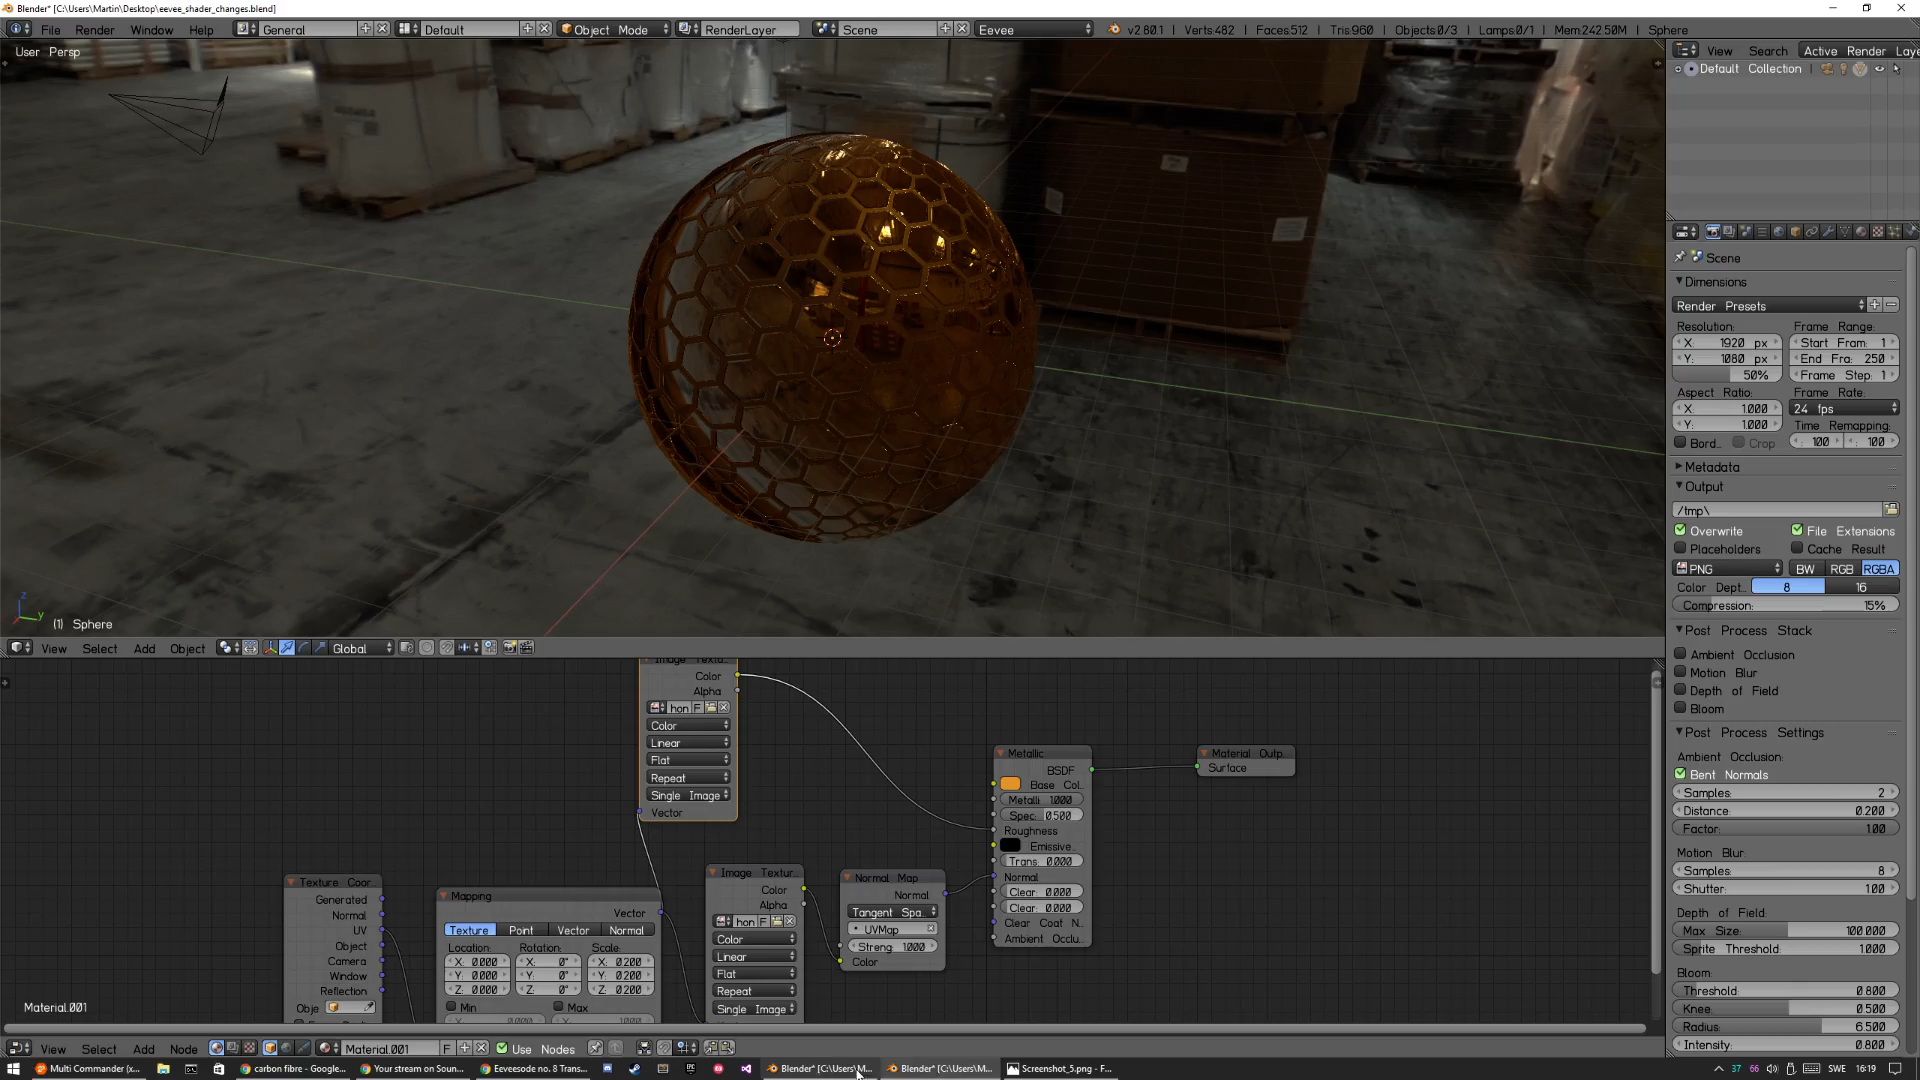 Blender* [C:\Users\Martin\Desktop\eevee_shader_changes.blend]
File Render Window Help General Default Object Mode RenderLayer Scene Eevee v2.80.1 | Verts:482 | Faces:512 | Tris:960 | Objects:0/3 | Lamps:0/1 | Mem:242.50M | Sphere
User Persp
(1) Sphere
View Select Add Object Global
View Search Active Render Laye
Default Collection
Scene
Dimensions
Render Presets
Resolution: Frame Range:
X: 1920 px Start Fram: 1
Y: 1080 px End Fra: 250
50% Frame Step: 1
Aspect Ratio: Frame Rate:
X: 1.000 24 fps
Y: 1.000 Time Remapping:
Bord.. Crop : 100 : 100
Metadata
Output
/tmp\
Overwrite File Extensions
Placeholders Cache Result
PNG BW RGB RGBA
Color Dept.. 8 16
Compression: 15%
Post Process Stack
Ambient Occlusion
Motion Blur
Depth of Field
Bloom
Post Process Settings
Ambient Occlusion:
Bent Normals
Samples: 2
Distance: 0.200
Factor: 1.00
Motion Blur:
Samples: 8
Shutter: 1.00
Depth of Field:
Max Size: 100.000
Sprite Threshold: 1.000
Bloom:
Threshold: 0.800
Knee: 0.500
Radius: 6.500
Intensity: 0.800
Image Textu..
Color
Alpha
hon F
Color
Linear
Flat
Repeat
Single Image
Vector
Texture Coor
Generated
Normal
UV
Object
Camera
Window
Reflection
Obje
Mapping
Vector
Texture Point Vector Normal
Location: Rotation: Scale:
X: 0.000 X: 0° X: 0.200
Y: 0.000 Y: 0° Y: 0.200
Z: 0.000 Z: 0° Z: 0.200
Min Max
Image Textur..
Color
Alpha
hon F
Color
Linear
Flat
Repeat
Single Image
Normal Map
Normal
Tangent Spa..
UVMap
Streng: 1.000
Color
Metallic
BSDF
Base Col..
Metalli 1.000
Spec: 0.500
Roughness
Emissive..
Trans: 0.000
Normal
Clear: 0.000
Clear: 0.000
Clear Coat N..
Ambient Occlu..
Material Outp..
Surface
Material.001
View Select Add Node Material.001 F Use Nodes
Multi Commander (x... carbon fibre - Google... Your stream on Soun... Eeveesode no. 8 Trans... Blender* [C:\Users\M... Blender* [C:\Users\M... Screenshot_5.png - F... 37 66 SWE 16:19